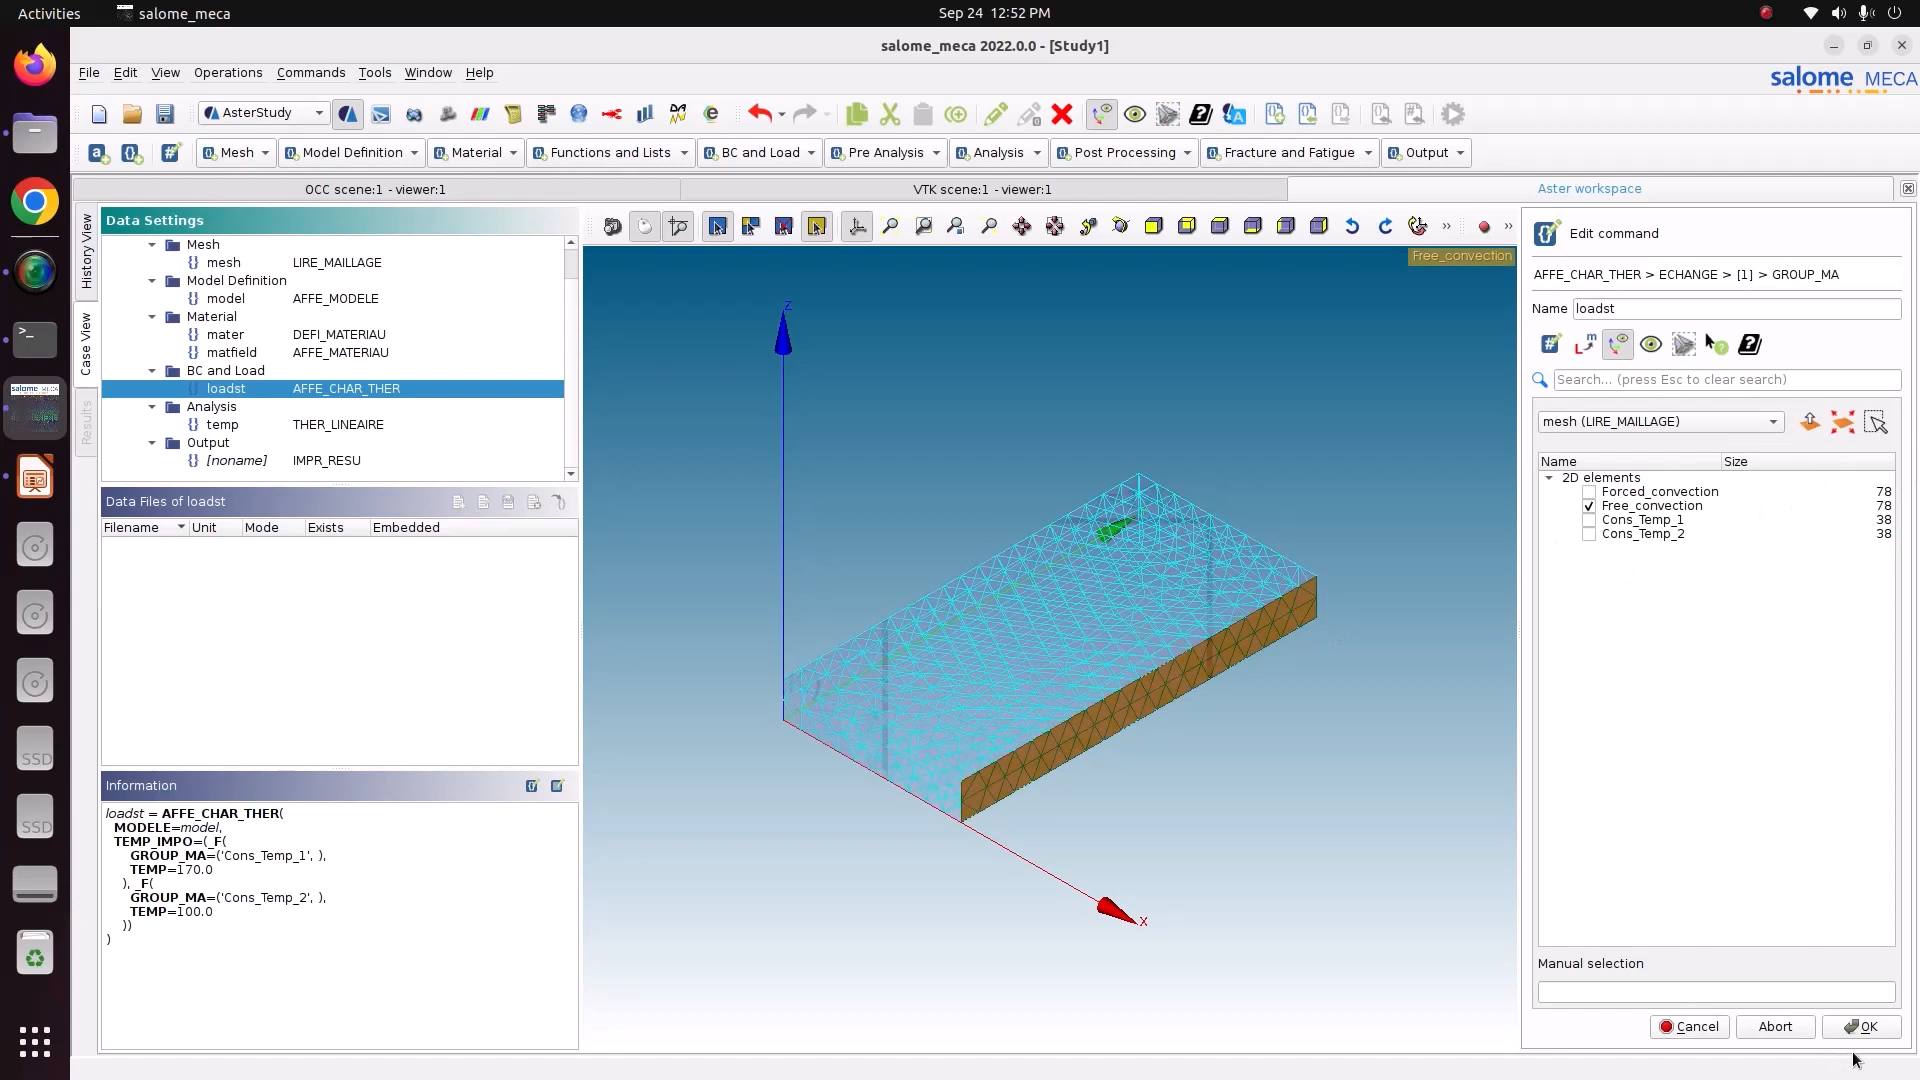 Activities
salome_meca
Sep 24 12:52 PM
salome_meca 2022.0.0 - [Study1]
File Edit View Operations Commands Tools Window Help
salome MECA
AsterStudy
Mesh Model Definition Material Functions and Lists BC and Load Pre Analysis Analysis Post Processing Fracture and Fatigue Output
OCC scene:1 - viewer:1
VTK scene:1 - viewer:1
Aster workspace
History View
Case View
Results
Data Settings
Mesh
mesh LIRE_MAILLAGE
Model Definition
model AFFE_MODELE
Material
mater DEFI_MATERIAU
matfield AFFE_MATERIAU
BC and Load
loadst AFFE_CHAR_THER
Analysis
temp THER_LINEAIRE
Output
[noname] IMPR_RESU
Data Files of loadst
Filename Unit Mode Exists Embedded
Information
loadst = AFFE_CHAR_THER(
MODELE=model,
TEMP_IMPO=(_F(
GROUP_MA=('Cons_Temp_1', ),
TEMP=170.0
), _F(
GROUP_MA=('Cons_Temp_2', ),
TEMP=100.0
))
)
Free_convection
Z
X
Edit command
AFFE_CHAR_THER > ECHANGE > [1] > GROUP_MA
Name loadst
Search... (press Esc to clear search)
mesh (LIRE_MAILLAGE)
Name Size
2D elements
Forced_convection 78
Free_convection 78
Cons_Temp_1 38
Cons_Temp_2 38
Manual selection
Cancel Abort OK
SSD
SSD